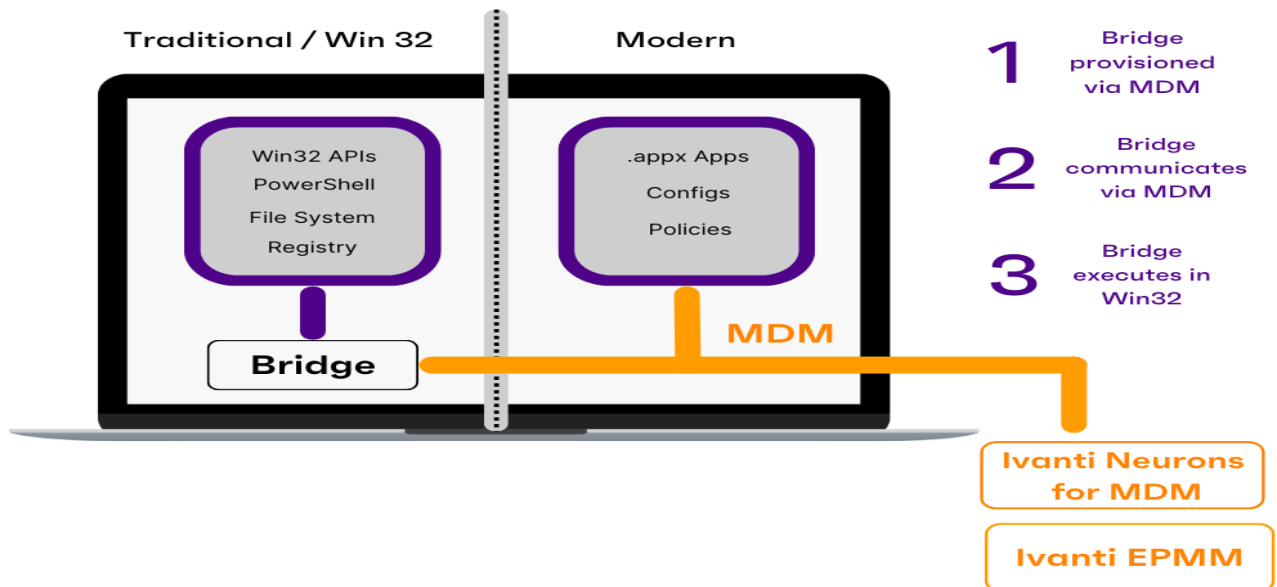 Traditional / Win 32
Modern
Win32 APIs
PowerShell
File System
Registry
.appx Apps
Configs
Policies
Bridge
MDM
1
Bridge
provisioned
via MDM
2
Bridge
communicates
via MDM
3
Bridge
executes in
Win32
Ivanti Neurons
for MDM
Ivanti EPMM